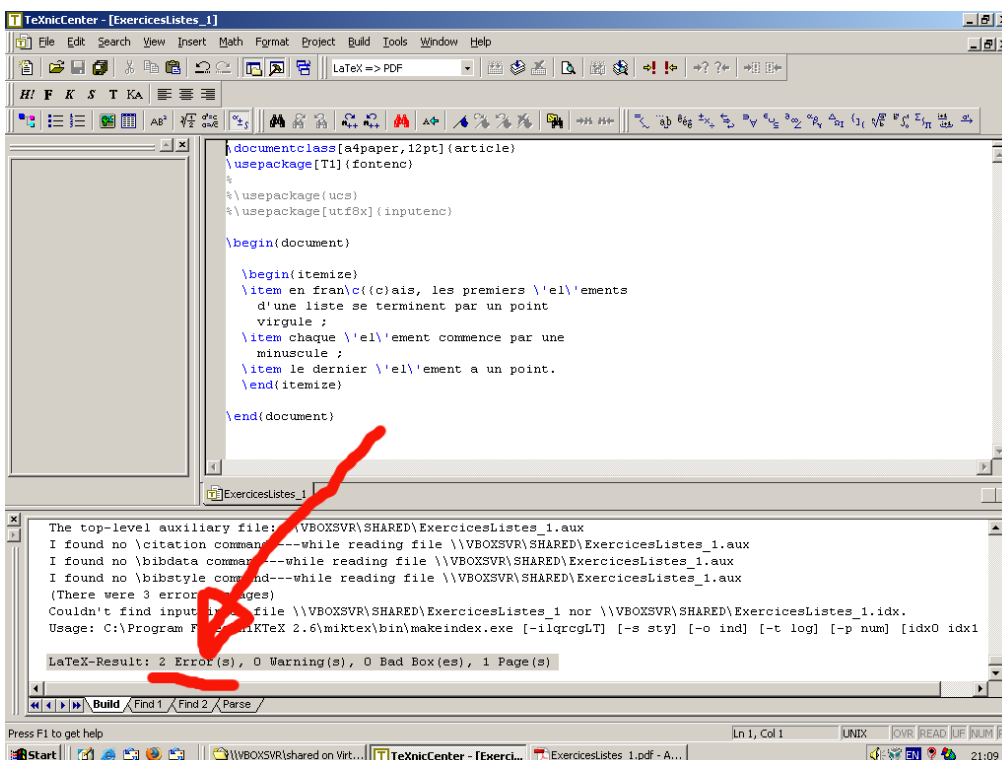 TeXnicCenter - [ExercicesListes_1]
File Edit Search View Insert Math Format Project Build Tools Window Help
LaTeX => PDF
H! F K S T KA
\documentclass[a4paper,12pt]{article}
\usepackage[T1]{fontenc}
%
%\usepackage{ucs}
%\usepackage[utf8x]{inputenc}
\begin{document}
\begin{itemize}
\item en fran\c{{c}ais, les premiers \'el\'ements
d'une liste se terminent par un point
virgule ;
\item chaque \'el\'ement commence par une
minuscule ;
\item le dernier \'el\'ement a un point.
\end{itemize}
\end{document}
ExercicesListes_1
The top-level auxiliary file: \\VBOXSVR\SHARED\ExercicesListes_1.aux
I found no \citation command---while reading file \\VBOXSVR\SHARED\ExercicesListes_1.aux
I found no \bibdata command---while reading file \\VBOXSVR\SHARED\ExercicesListes_1.aux
I found no \bibstyle command---while reading file \\VBOXSVR\SHARED\ExercicesListes_1.aux
(There were 3 error messages)
Couldn't find input index file \\VBOXSVR\SHARED\ExercicesListes_1 nor \\VBOXSVR\SHARED\ExercicesListes_1.idx.
Usage: C:\Program Files\MiKTeX 2.6\miktex\bin\makeindex.exe [-ilqrcgLT] [-s sty] [-o ind] [-t log] [-p num] [idx0 idx1
LaTeX-Result: 2 Error(s), 0 Warning(s), 0 Bad Box(es), 1 Page(s)
Build Find 1 Find 2 Parse
Press F1 to get help Ln 1, Col 1 UNIX OVR READ LF NUM
Start \\VBOXSVR\shared on Virt... TeXnicCenter - [Exerci... ExercicesListes_1.pdf - A... EN 21:09